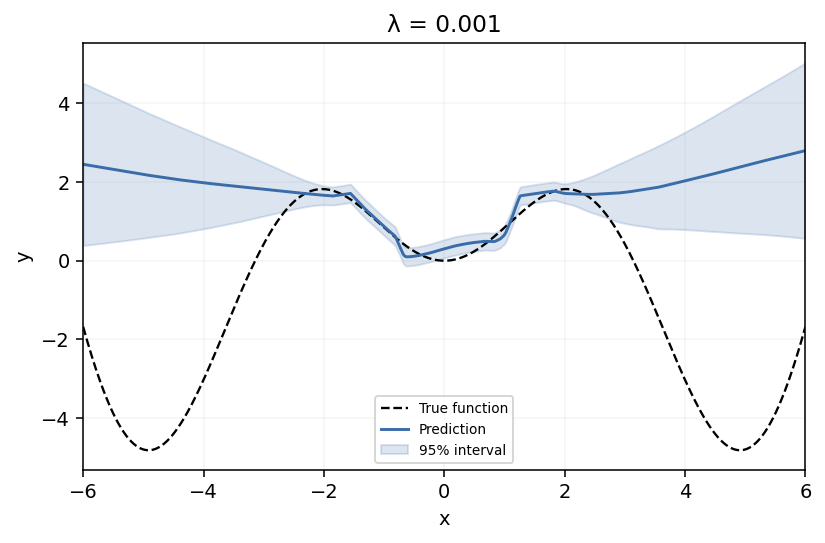 λ = 0.001
y
4
2
0
−2
−4
True function
Prediction
95% interval
−6 −4 −2 0 2 4 6
x